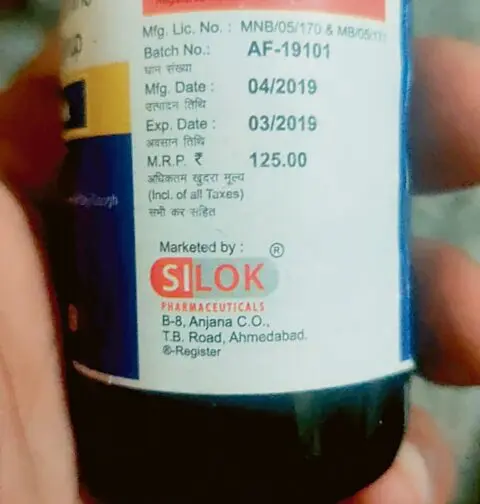 Mfg. Lic. No. : MNB/05/170 & MB/05/171
Batch No.: AF-19101
घान संख्या
Mfg. Date : 04/2019
उत्पादन तिथि
Exp. Date : 03/2019
अवसान तिथि
M.R.P. ₹ 125.00
अधिकतम खुदरा मूल्य
(Incl. of all Taxes)
सभी कर सहित
Marketed by :
®
SILOK
PHARMACEUTICALS
B-8, Anjana C.O.,
T.B. Road, Ahmedabad.
®-Register